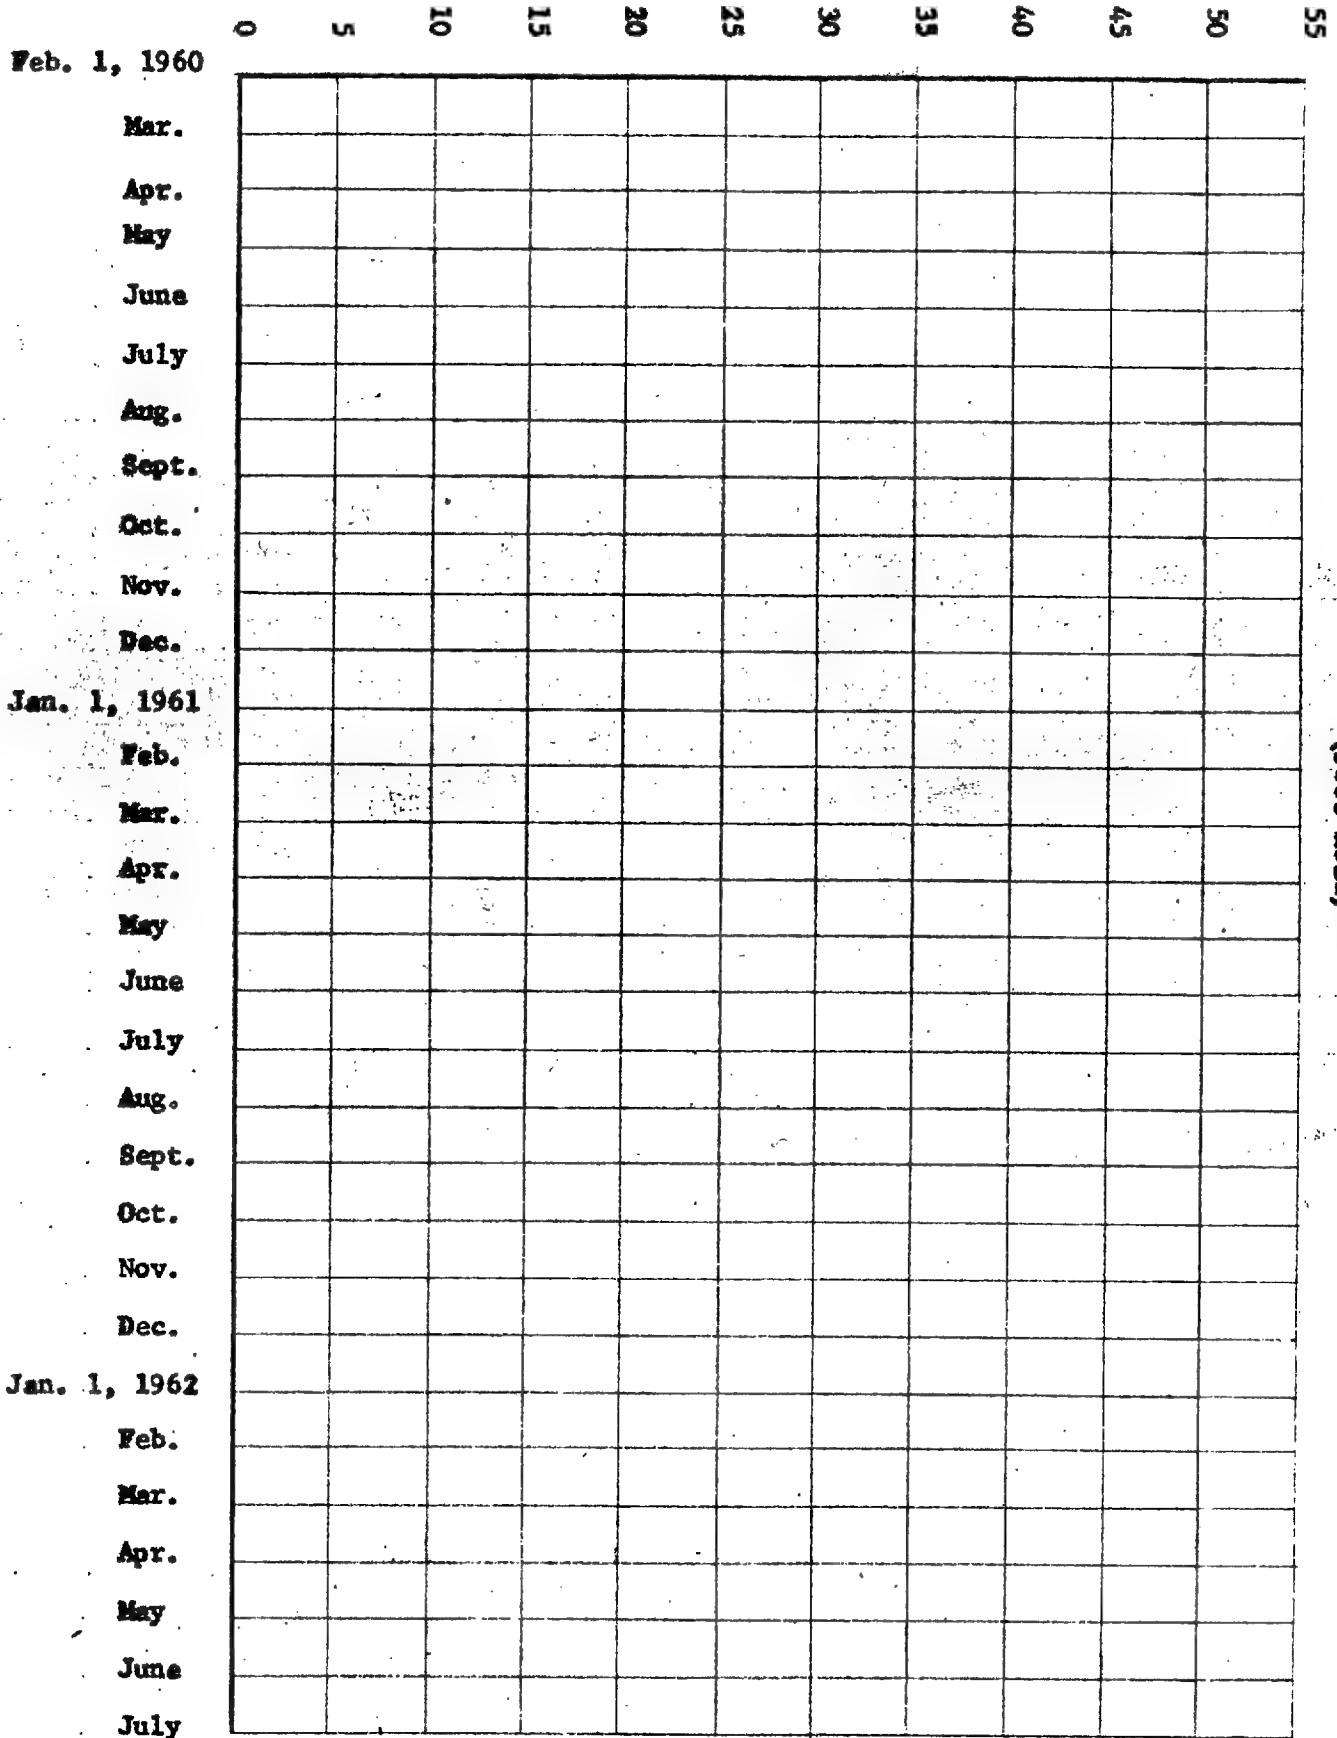 0 5 10 15 20 25 30 35 40 45 50 55
Feb. 1, 1960
Mar.
Apr.
May
June
July
Aug.
Sept.
Oct.
Nov.
Dec.
Jan. 1, 1961
Feb.
Mar.
Apr.
May
June
July
Aug.
Sept.
Oct.
Nov.
Dec.
Jan. 1, 1962
Feb.
Mar.
Apr.
May
June
July